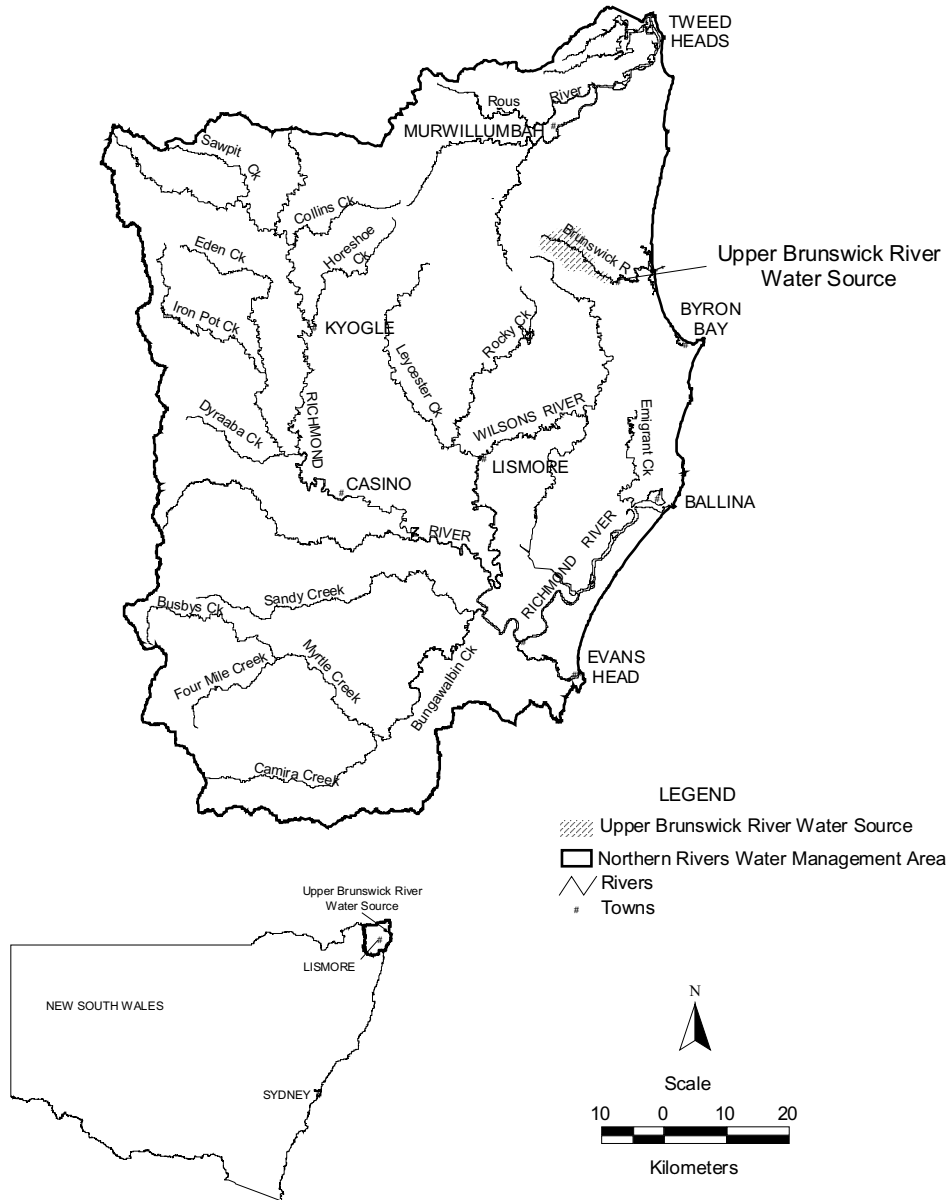 TWEED
HEADS
Rous
River
MURWILLUMBAH
Sawpit Ck
Collins Ck
Horeshoe
Ck
Eden Ck
Brunswick R
Upper Brunswick River
Water Source
BYRON
BAY
Iron Pot Ck
KYOGLE
Rocky Ck
Leycester Ck
RICHMOND
Dyraaba Ck
WILSONS RIVER
Emigrant Ck
LISMORE
CASINO
BALLINA
RIVER
RICHMOND RIVER
Sandy Creek
Busbys Ck
Myrtle Creek
Four Mile Creek
Bungawalbin Ck
EVANS
HEAD
Camira Creek
LEGEND
Upper Brunswick River Water Source
Northern Rivers Water Management Area
Rivers
# Towns
Upper Brunswick River
Water Source
LISMORE
NEW SOUTH WALES
SYDNEY
N
Scale
10 0 10 20
Kilometers